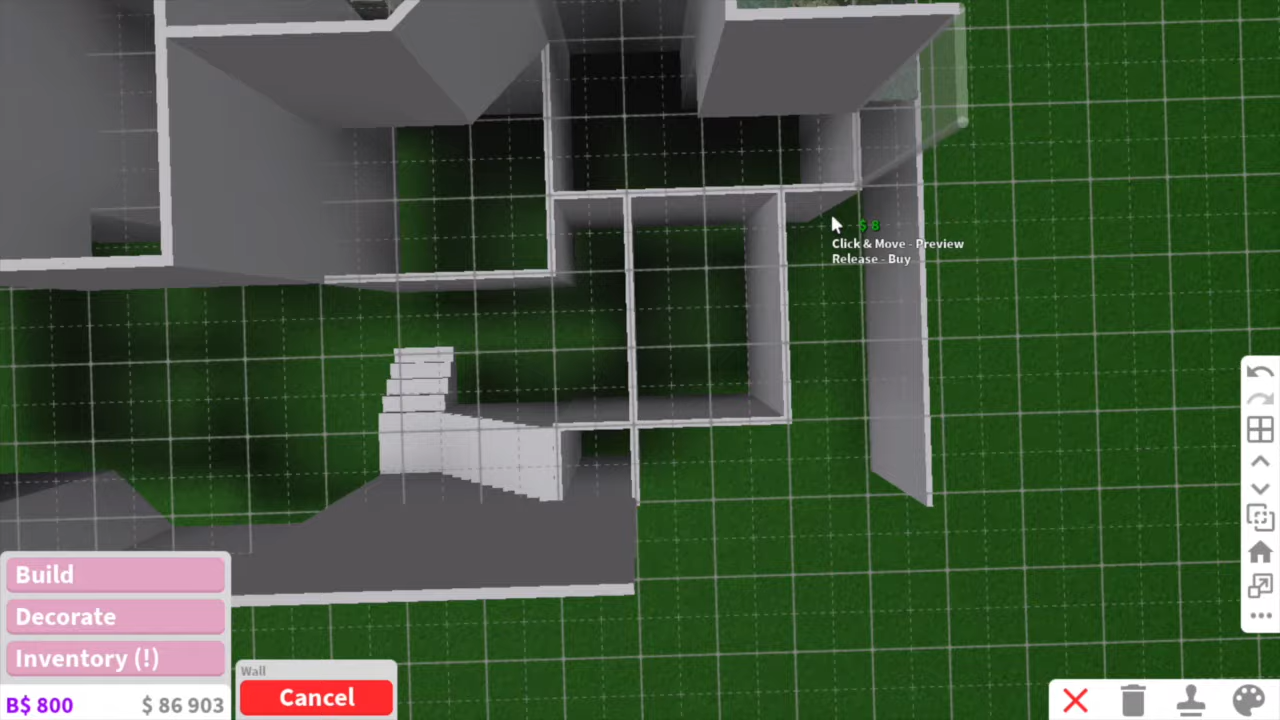 $ 8
Click & Move - Preview
Release - Buy
Build
Decorate
Inventory (!)
B$ 800
$ 86 903
Wall
Cancel